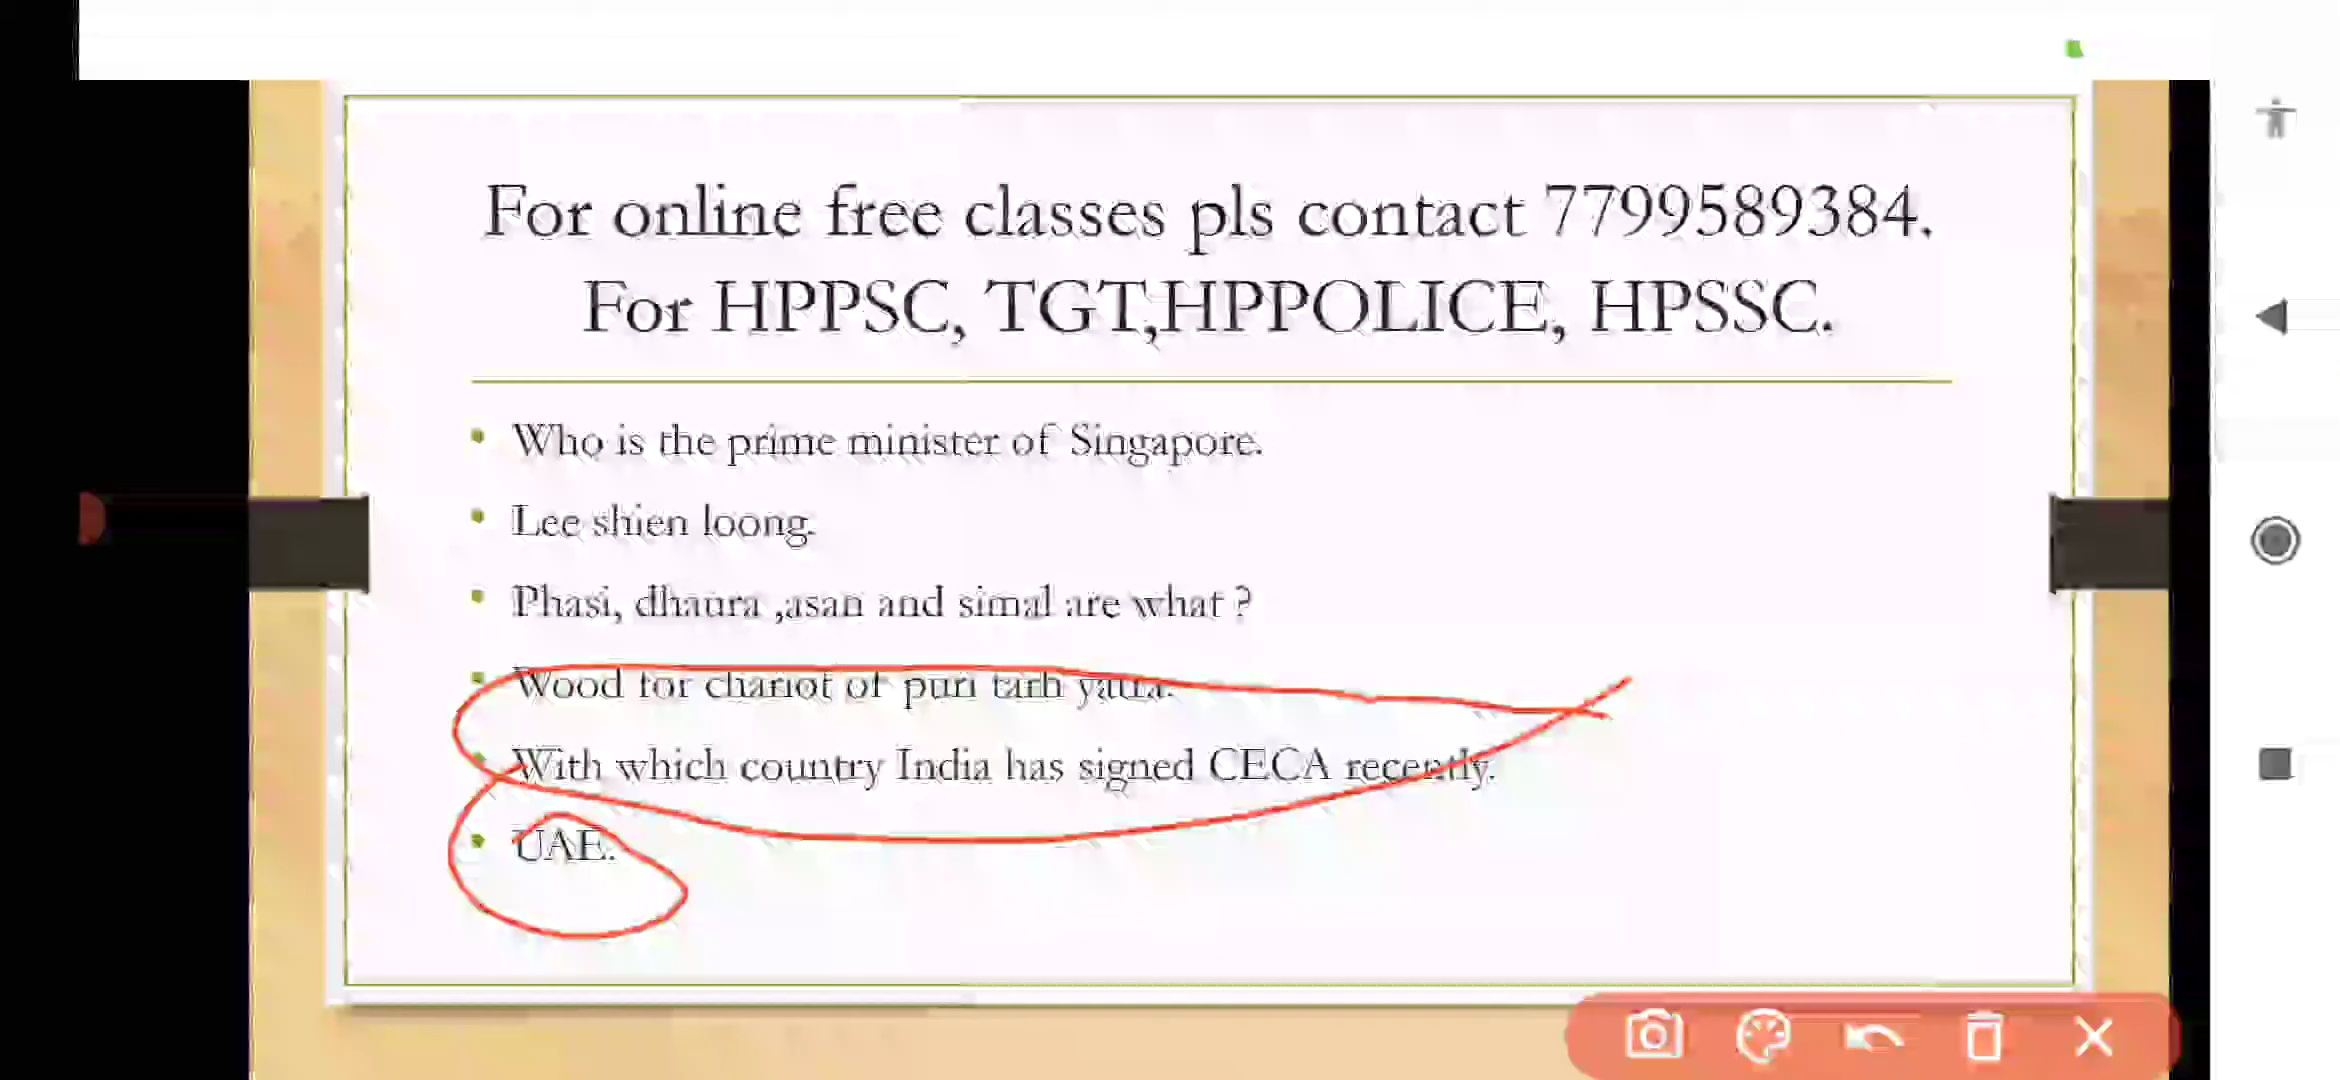 For online free classes pls contact 7799589384.
For HPPSC, TGT,HPPOLICE, HPSSC.
Who is the prime minister of Singapore.
Lee shien loong.
Phasi, dhaura ,asan and simal are what ?
Wood for chariot of puri tarh yatra.
With which country India has signed CECA recently.
UAE.